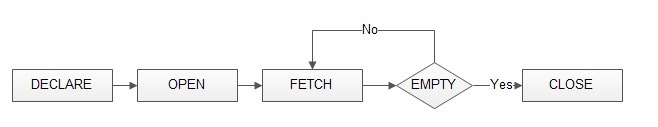 No
DECLARE
OPEN
FETCH
EMPTY
Yes
CLOSE